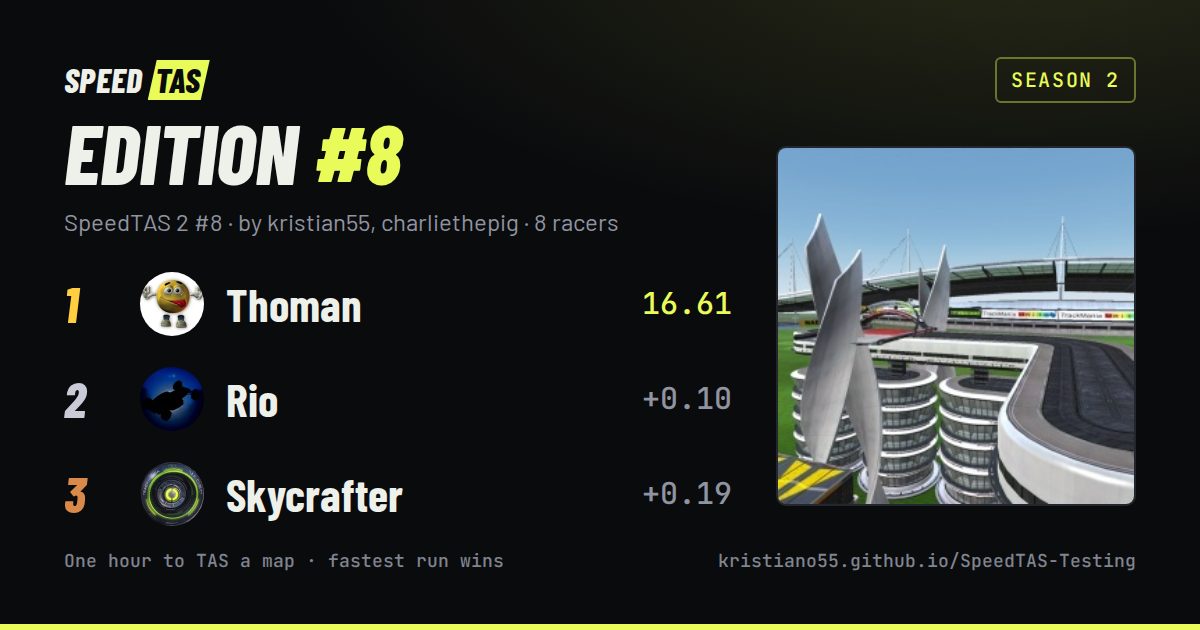 SPEED TAS
SEASON 2
EDITION #8
SpeedTAS 2 #8 · by kristian55, charliethepig · 8 racers
1 Thoman 16.61
2 Rio +0.10
3 Skycrafter +0.19
TrackMania
TrackMania
One hour to TAS a map · fastest run wins
kristiano55.github.io/SpeedTAS-Testing